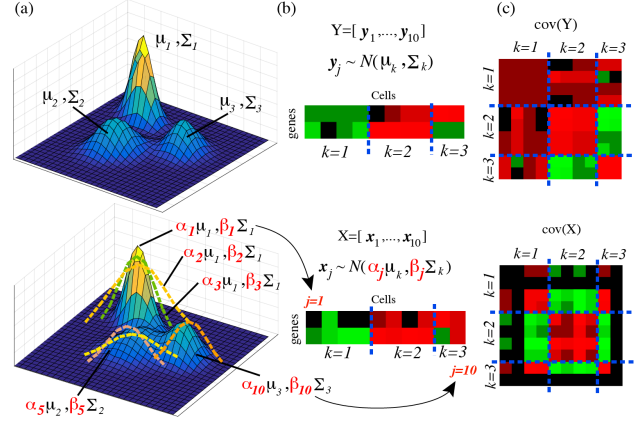 (a)
(b)
(c)
μ1 ,Σ1
μ2 ,Σ2
μ3 ,Σ3
Y=[ y1 ,..., y10 ]
yj ~ N(μk ,Σk)
Cells
genes
k=1
k=2
k=3
cov(Y)
k=1
k=2
k=3
k=1
k=2
k=3
α1μ1 ,β1Σ1
α2μ1 ,β2Σ1
α3μ1 ,β3Σ1
α5μ2 ,β5Σ2
α10μ3 ,β10Σ3
X=[ x1 ,..., x10 ]
xj ~ N(αjμk ,βjΣk)
j=1
Cells
genes
k=1
k=2
k=3
j=10
cov(X)
k=1
k=2
k=3
k=1
k=2
k=3